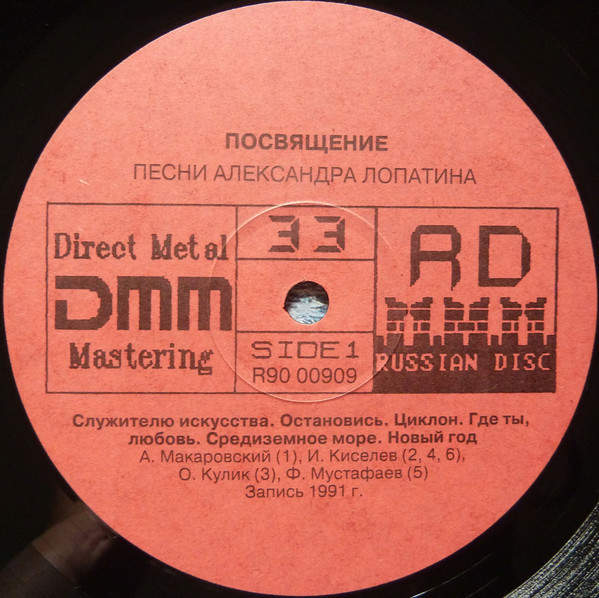 ПОСВЯЩЕНИЕ
ПЕСНИ АЛЕКСАНДРА ЛОПАТИНА
Direct Metal
DMM
Mastering
33
SIDE 1
R90 00909
RD
RUSSIAN DISC
Служителю искусства. Остановись. Циклон. Где ты,
любовь. Средиземное море. Новый год
А. Макаровский (1), И. Киселев (2, 4, 6),
О. Кулик (3), Ф. Мустафаев (5)
Запись 1991 г.